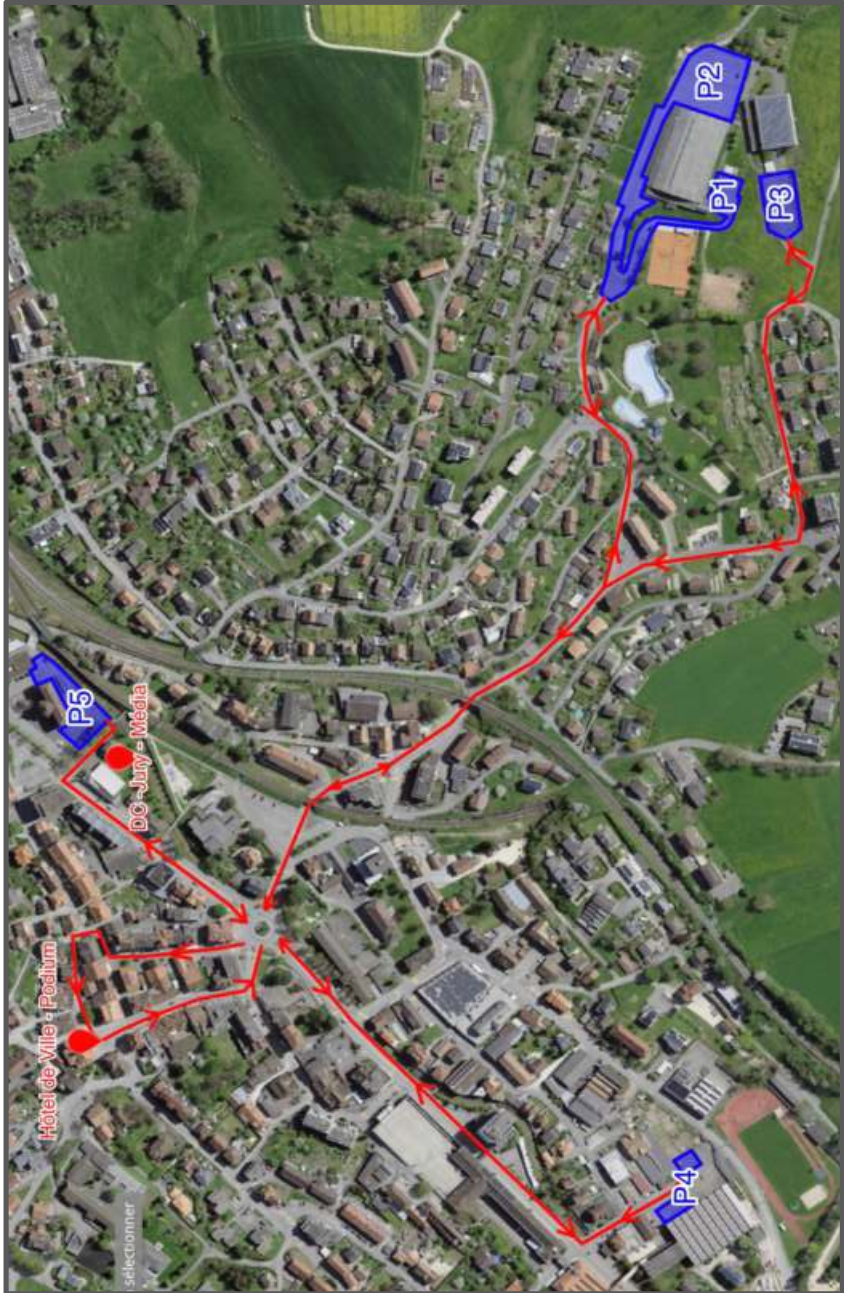 Hôtel de Ville - Podium
DC -Jury - Média
P5
P2
P1
P3
P4
sélectionner